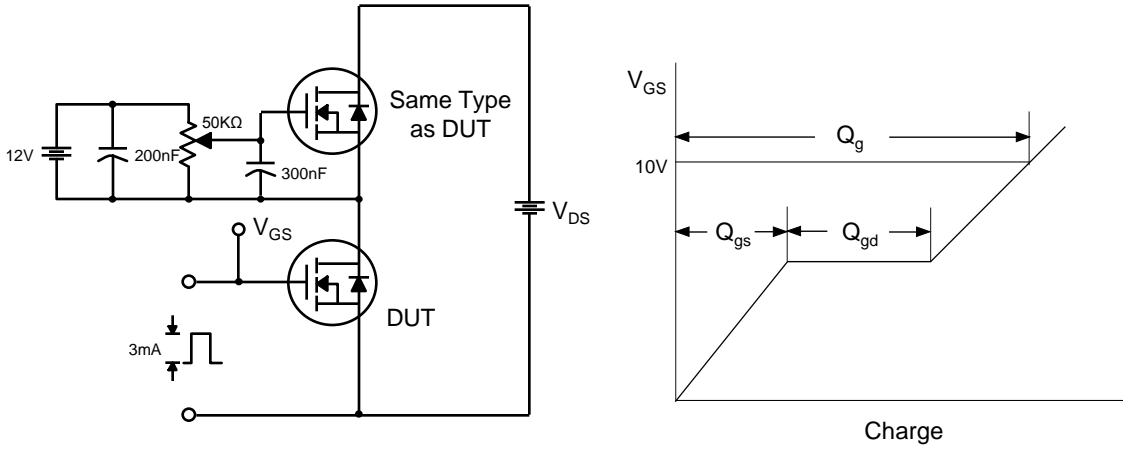 12V
200nF
50KΩ
300nF
Same Type
as DUT
V_DS
V_GS
DUT
3mA
V_GS
10V
Q_g
Q_gs
Q_gd
Charge